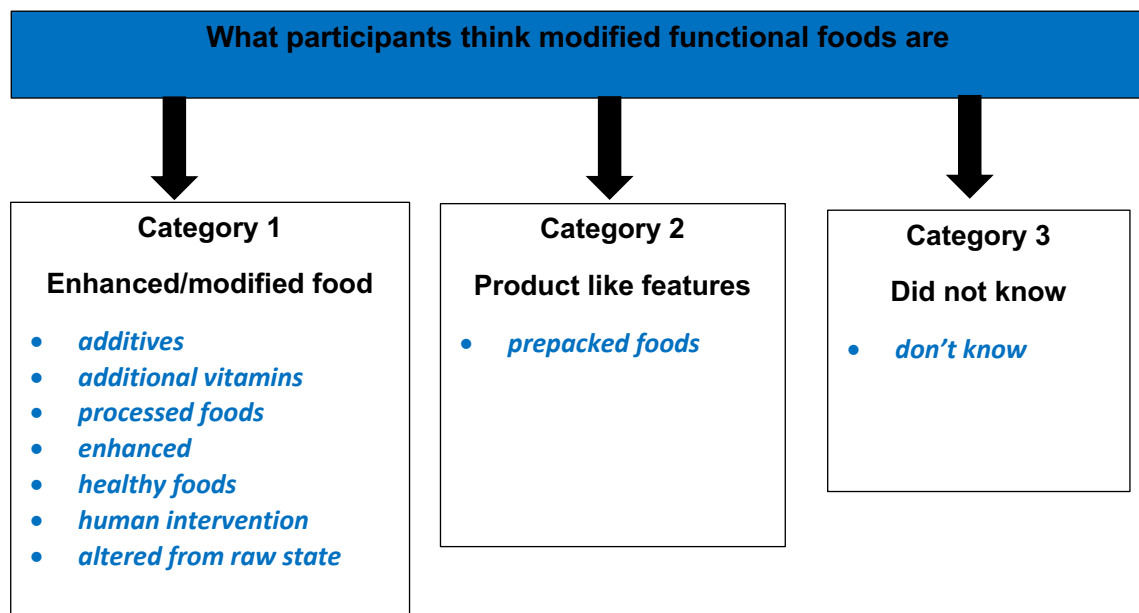 What participants think modified functional foods are
Category 1
Enhanced/modified food
• additives
• additional vitamins
• processed foods
• enhanced
• healthy foods
• human intervention
• altered from raw state
Category 2
Product like features
• prepacked foods
Category 3
Did not know
• don’t know